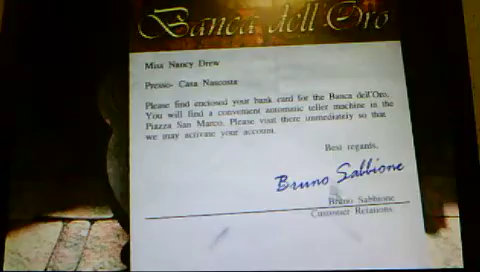 Banca dell'Oro
Miss Nancy Drew
Presso- Casa Nascosta
Please find enclosed your bank card for the Banca dell'Oro.
You will find a convenient automatic teller machine in the
Piazza San Marco. Please visit there immediately so that
we may activate your account.
Best regards,
Bruno Sabbione
Bruno Sabbione
Customer Relations